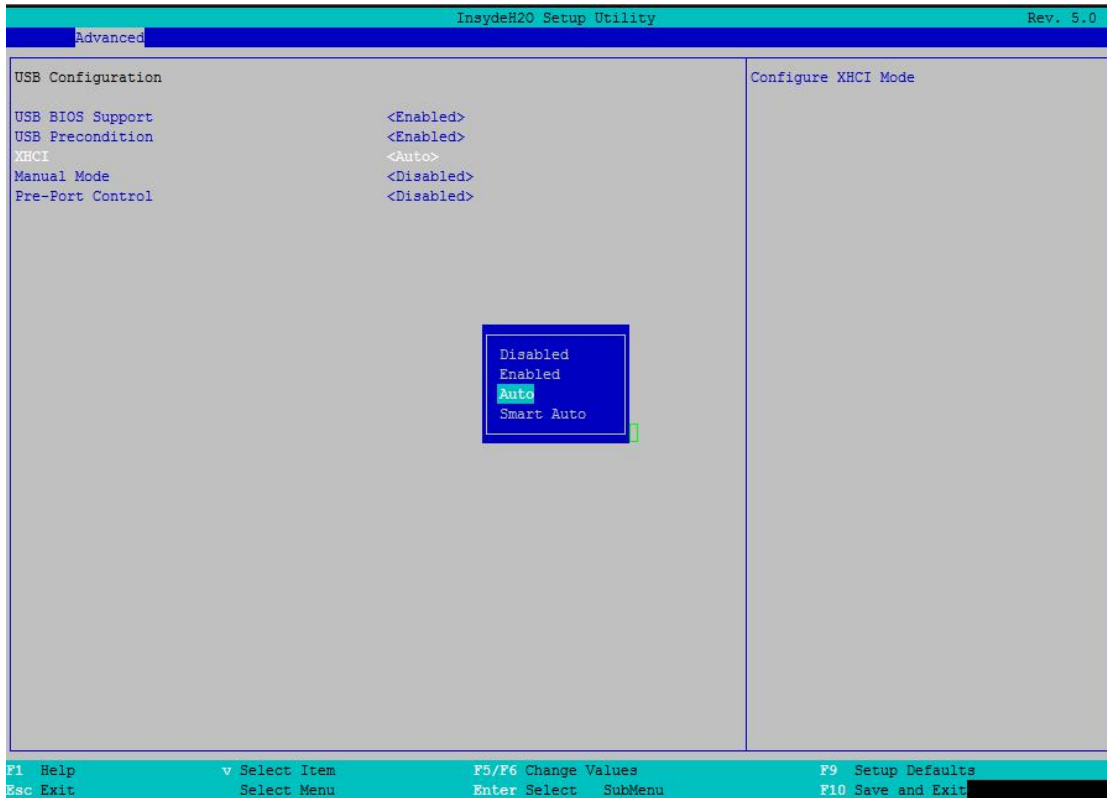 InsydeH2O Setup Utility Rev. 5.0
Advanced
USB Configuration
Configure XHCI Mode
USB BIOS Support <Enabled>
USB Precondition <Enabled>
XHCI <Auto>
Manual Mode <Disabled>
Pre-Port Control <Disabled>
Disabled
Enabled
Auto
Smart Auto
F1 Help v Select Item F5/F6 Change Values F9 Setup Defaults
Esc Exit Select Menu Enter Select SubMenu F10 Save and Exit